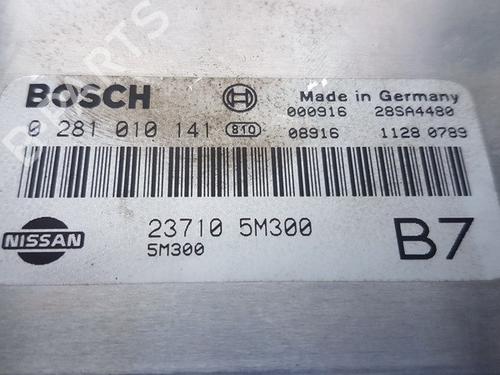 BOSCH
Made in Germany
000916 28SA4480
0 281 010 141 810
08916 1128 0789
23710 5M300
NISSAN
5M300
B7
PARTS